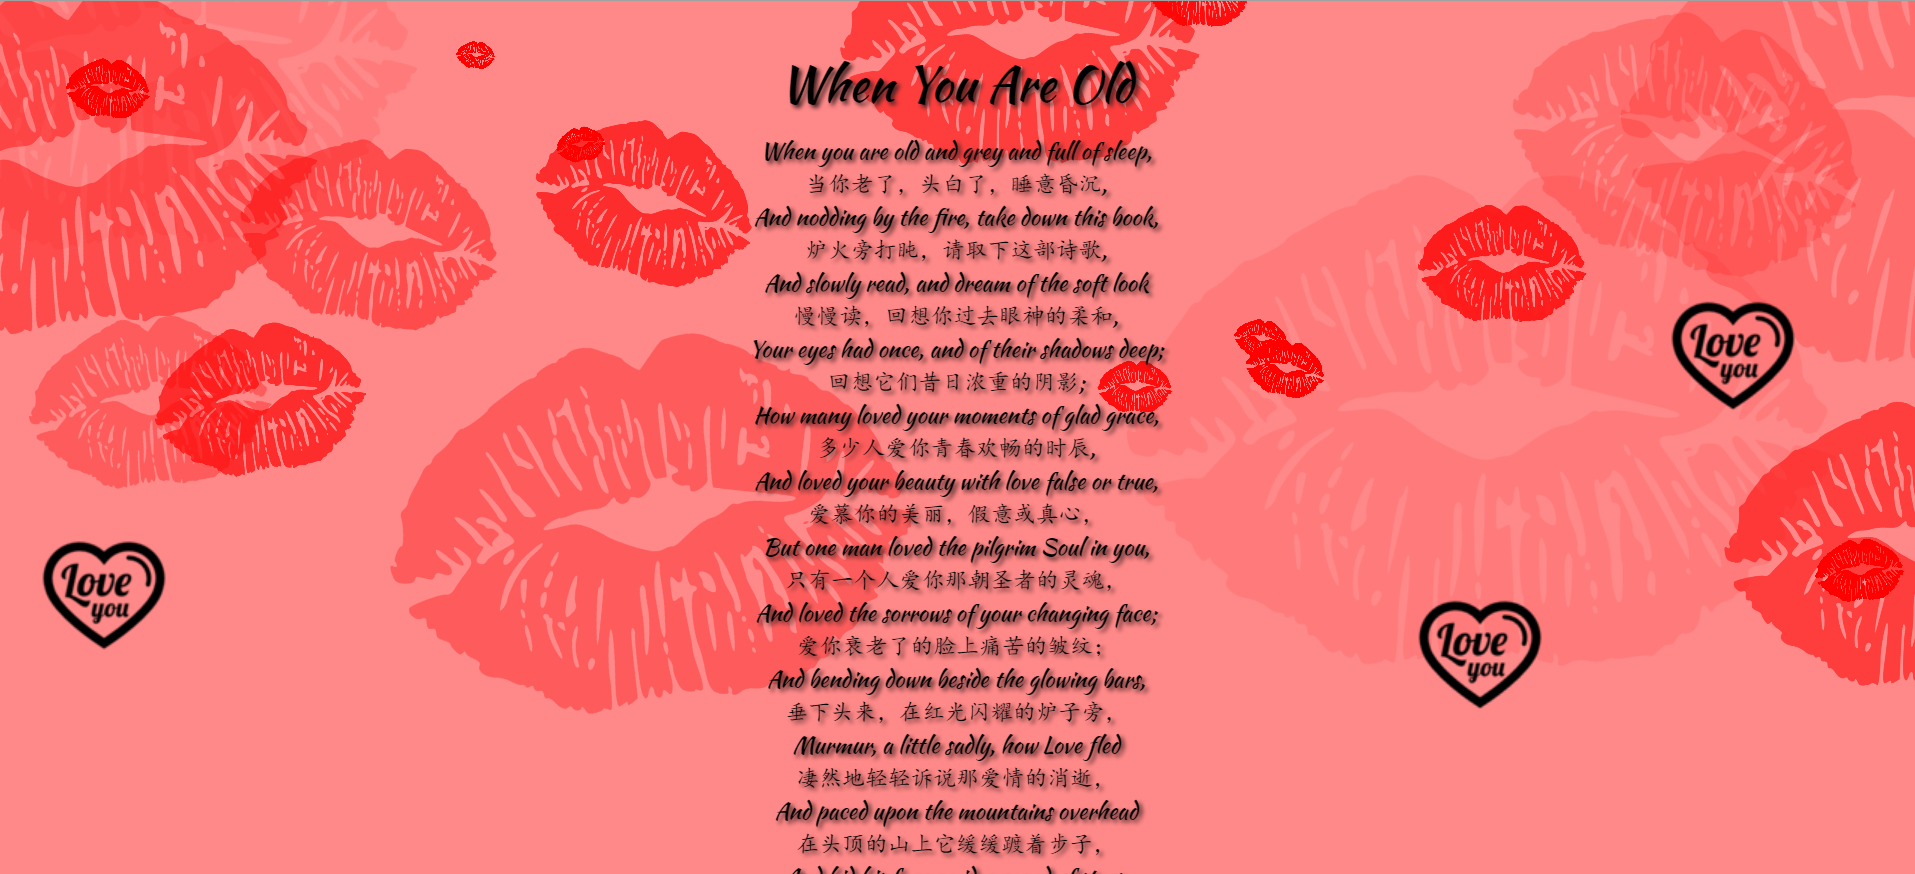 When You Are Old
When you are old and grey and full of sleep,
当你老了，头白了，睡意昏沉,
And nodding by the fire, take down this book,
炉火旁打盹，请取下这部诗歌,
And slowly read, and dream of the soft look
慢慢读，回想你过去眼神的柔和,
Your eyes had once, and of their shadows deep;
回想它们昔日浓重的阴影;
How many loved your moments of glad grace,
多少人爱你青春欢畅的时辰,
And loved your beauty with love false or true,
爱慕你的美丽，假意或真心，
But one man loved the pilgrim Soul in you,
只有一个人爱你那朝圣者的灵魂，
And loved the sorrows of your changing face;
爱你衰老了的脸上痛苦的皱纹；
And bending down beside the glowing bars,
垂下头来，在红光闪耀的炉子旁，
Murmur, a little sadly, how Love fled
凄然地轻轻诉说那爱情的消逝，
And paced upon the mountains overhead
在头顶的山上它缓缓踱着步子，
Love
you
Love
you
Love
you